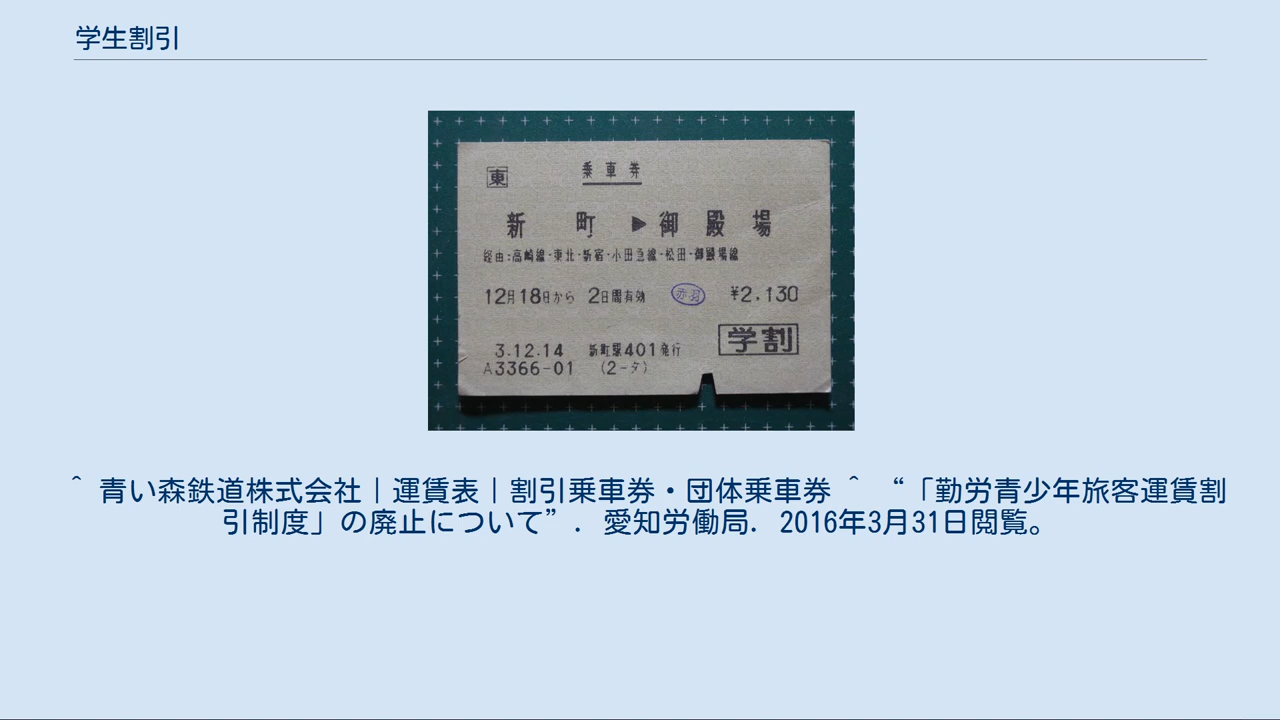 学生割引
東 乗車券
新町▶御殿場
経由:高崎線・東北・新宿・小田急線・松田・御殿場線
12月18日から 2日間有効 赤羽 ¥2.130
学割
3.12.14 新町駅401発行
A3366-01 (2-タ)
^ 青い森鉄道株式会社｜運賃表｜割引乗車券・団体乗車券 ^ “「勤労青少年旅客運賃割
引制度」の廃止について”. 愛知労働局. 2016年3月31日閲覧。